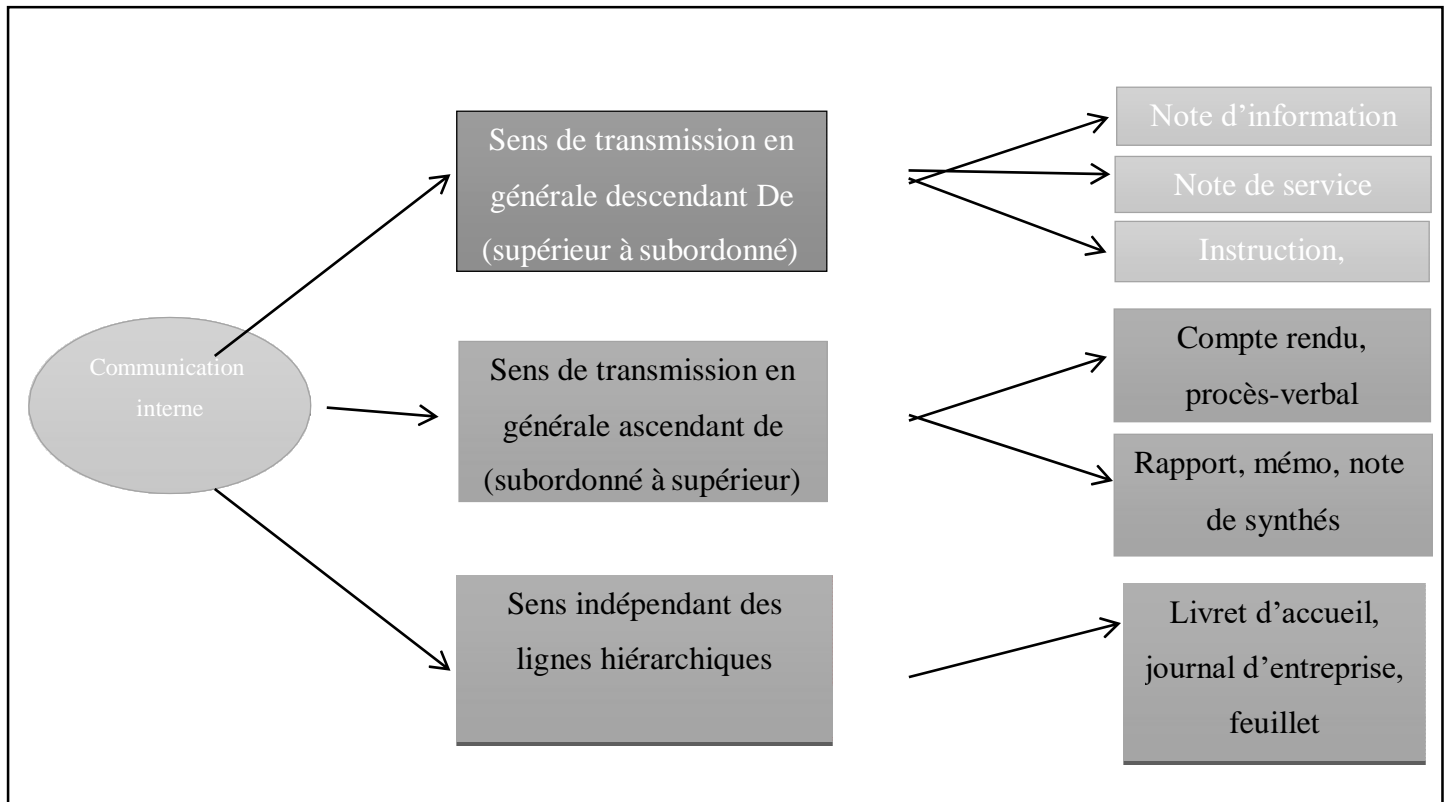 Communication
interne
Sens de transmission en
générale descendant De
(supérieur à subordonné)
Sens de transmission en
générale ascendant de
(subordonné à supérieur)
Sens indépendant des
lignes hiérarchiques
Note d’information
Note de service
Instruction,
Compte rendu,
procès-verbal
Rapport, mémo, note
de synthés
Livret d’accueil,
journal d’entreprise,
feuillet